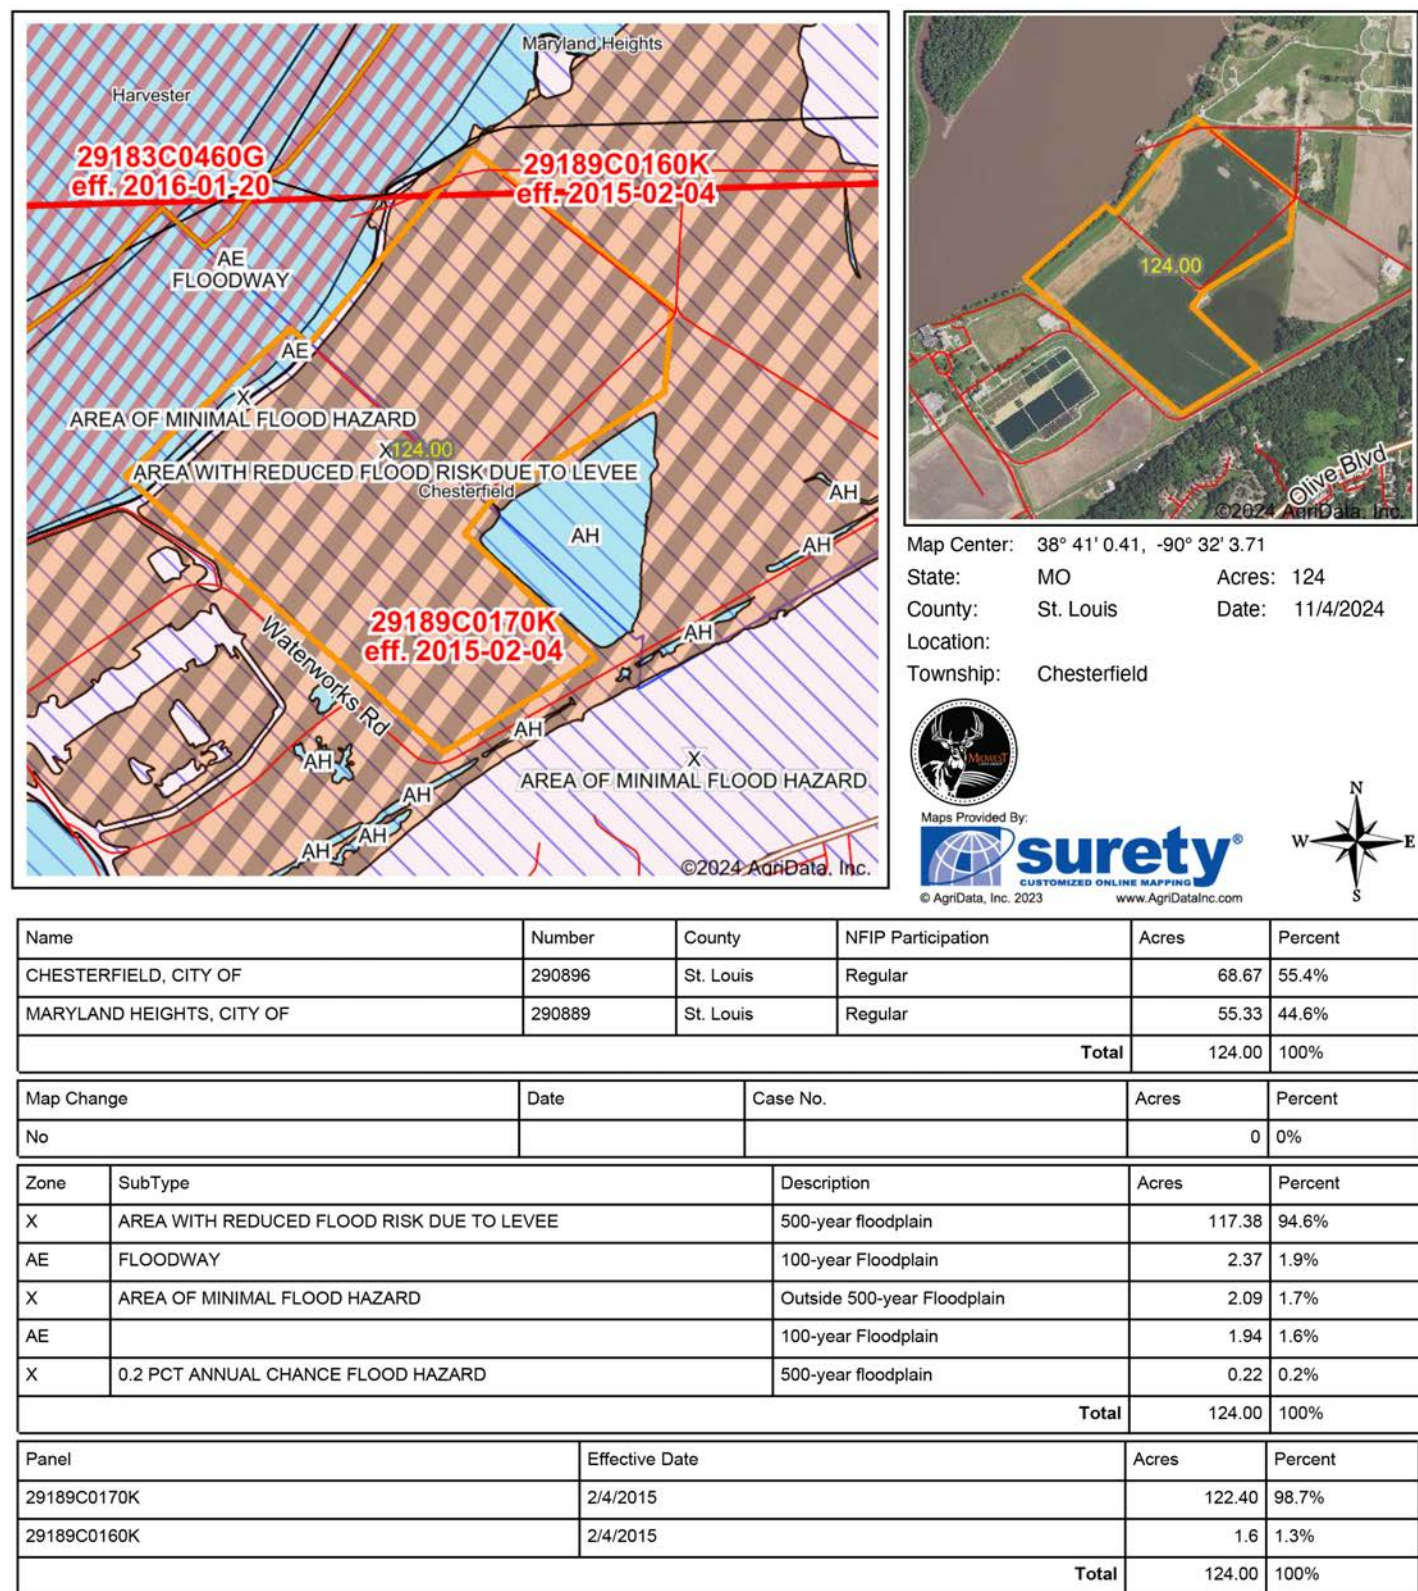 Maryland Heights
Harvester
29183C0460G
eff. 2016-01-20
29189C0160K
eff. 2015-02-04
AE
FLOODWAY
AE
X
AREA OF MINIMAL FLOOD HAZARD
X
124.00
AREA WITH REDUCED FLOOD RISK DUE TO LEVEE
Chesterfield
AH
AH
AH
29189C0170K
eff. 2015-02-04
AH
Waterworks Rd
AH
AH
AH
AH
AH
X
AREA OF MINIMAL FLOOD HAZARD
©2024 AgriData, Inc.
124.00
Olive Blvd
©2024 AgriData, Inc.
Map Center: 38° 41' 0.41, -90° 32' 3.71
State: MO Acres: 124
County: St. Louis Date: 11/4/2024
Location:
Township: Chesterfield
MIDWEST
Maps Provided By:
surety®
CUSTOMIZED ONLINE MAPPING
© AgriData, Inc. 2023 www.AgriDataInc.com
N
W E
S
Name Number County NFIP Participation Acres Percent
CHESTERFIELD, CITY OF 290896 St. Louis Regular 68.67 55.4%
MARYLAND HEIGHTS, CITY OF 290889 St. Louis Regular 55.33 44.6%
Total 124.00 100%
Map Change Date Case No. Acres Percent
No 0 0%
Zone SubType Description Acres Percent
X AREA WITH REDUCED FLOOD RISK DUE TO LEVEE 500-year floodplain 117.38 94.6%
AE FLOODWAY 100-year Floodplain 2.37 1.9%
X AREA OF MINIMAL FLOOD HAZARD Outside 500-year Floodplain 2.09 1.7%
AE 100-year Floodplain 1.94 1.6%
X 0.2 PCT ANNUAL CHANCE FLOOD HAZARD 500-year floodplain 0.22 0.2%
Total 124.00 100%
Panel Effective Date Acres Percent
29189C0170K 2/4/2015 122.40 98.7%
29189C0160K 2/4/2015 1.6 1.3%
Total 124.00 100%